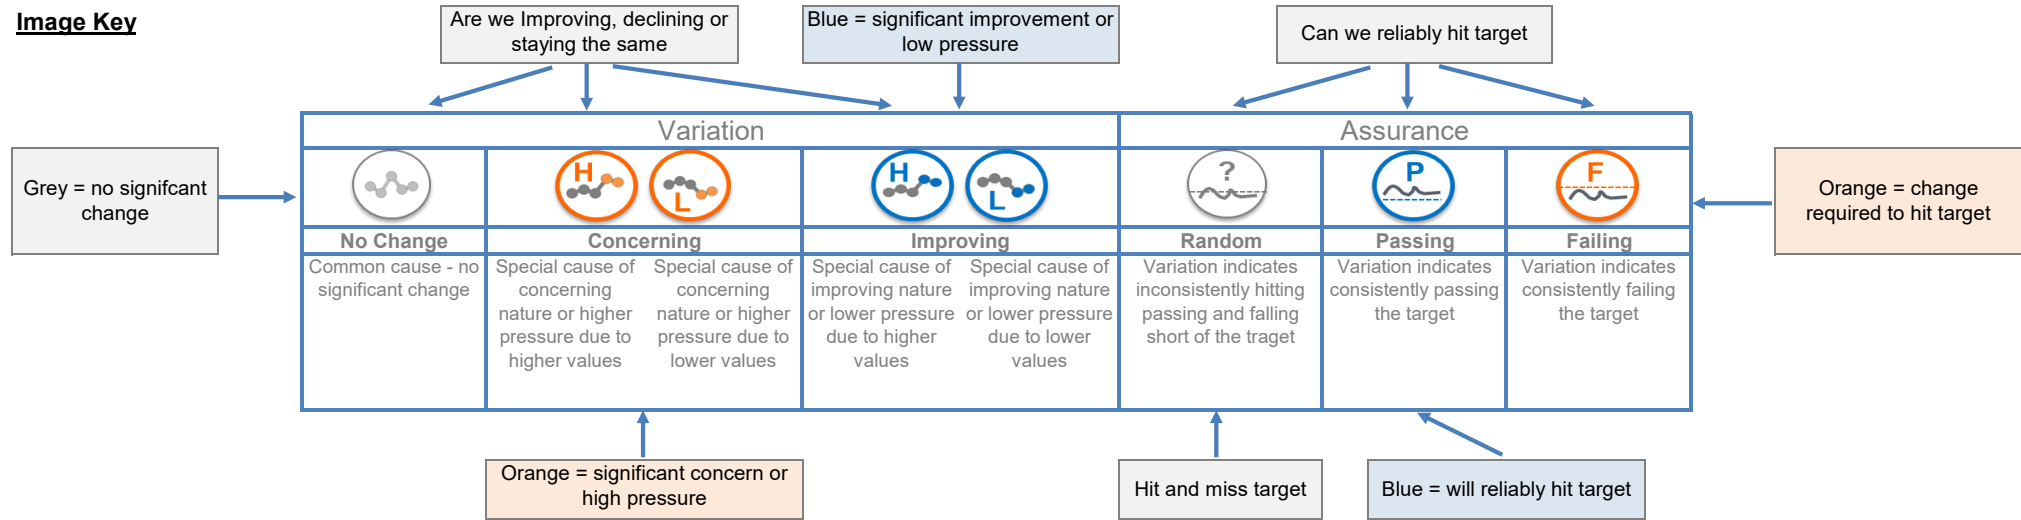 Image Key
Are we Improving, declining or
staying the same
Blue = significant improvement or
low pressure
Can we reliably hit target
Grey = no signifcant
change
Orange = change
required to hit target
Variation
Assurance
H
L
H
L
?
P
F
No Change
Concerning
Improving
Random
Passing
Failing
Common cause - no
significant change
Special cause of
concerning
nature or higher
pressure due to
higher values
Special cause of
concerning
nature or higher
pressure due to
lower values
Special cause of
improving nature
or lower pressure
due to higher
values
Special cause of
improving nature
or lower pressure
due to lower
values
Variation indicates
inconsistently hitting
passing and falling
short of the traget
Variation indicates
consistently passing
the target
Variation indicates
consistently failing
the target
Orange = significant concern or
high pressure
Hit and miss target
Blue = will reliably hit target